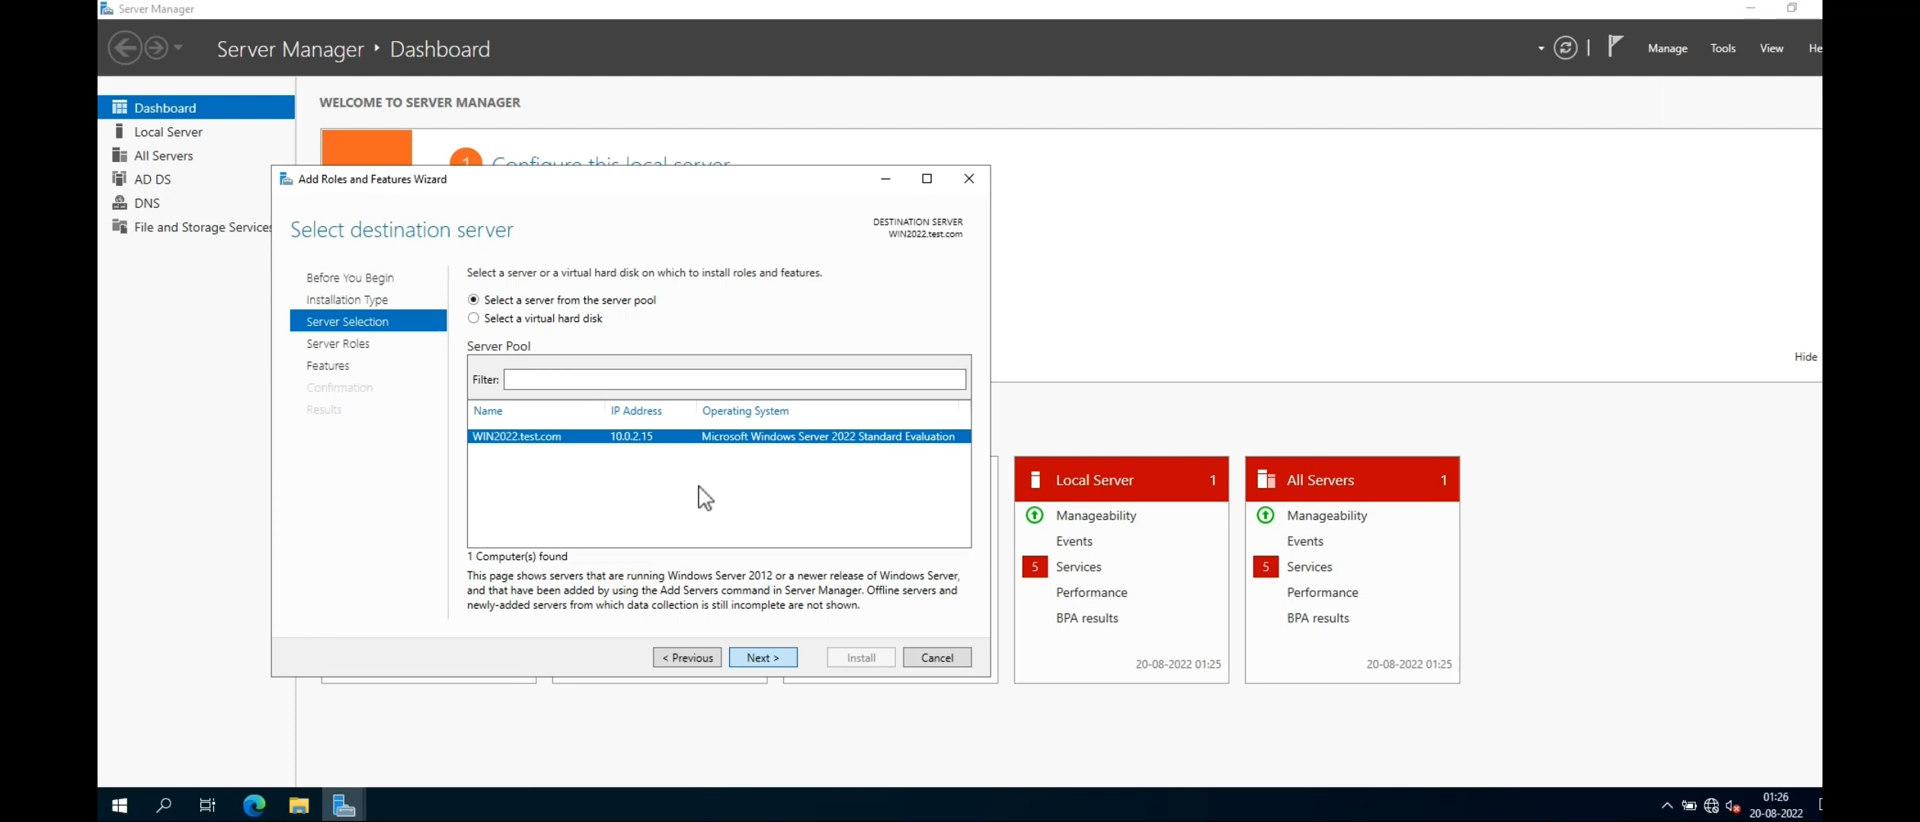 Server Manager
Server Manager ‣ Dashboard
Manage Tools View He
Dashboard
Local Server
All Servers
AD DS
DNS
File and Storage Services
WELCOME TO SERVER MANAGER
1 Configure this local server
Hide
Add Roles and Features Wizard
Select destination server
DESTINATION SERVER
WIN2022.test.com
Before You Begin
Installation Type
Server Selection
Server Roles
Features
Confirmation
Results
Select a server or a virtual hard disk on which to install roles and features.
Select a server from the server pool
Select a virtual hard disk
Server Pool
Filter:
Name IP Address Operating System
WIN2022.test.com 10.0.2.15 Microsoft Windows Server 2022 Standard Evaluation
1 Computer(s) found
This page shows servers that are running Windows Server 2012 or a newer release of Windows Server,
and that have been added by using the Add Servers command in Server Manager. Offline servers and
newly-added servers from which data collection is still incomplete are not shown.
< Previous Next > Install Cancel
Local Server 1
Manageability
Events
5 Services
Performance
BPA results
20-08-2022 01:25
All Servers 1
Manageability
Events
5 Services
Performance
BPA results
20-08-2022 01:25
01:26
20-08-2022